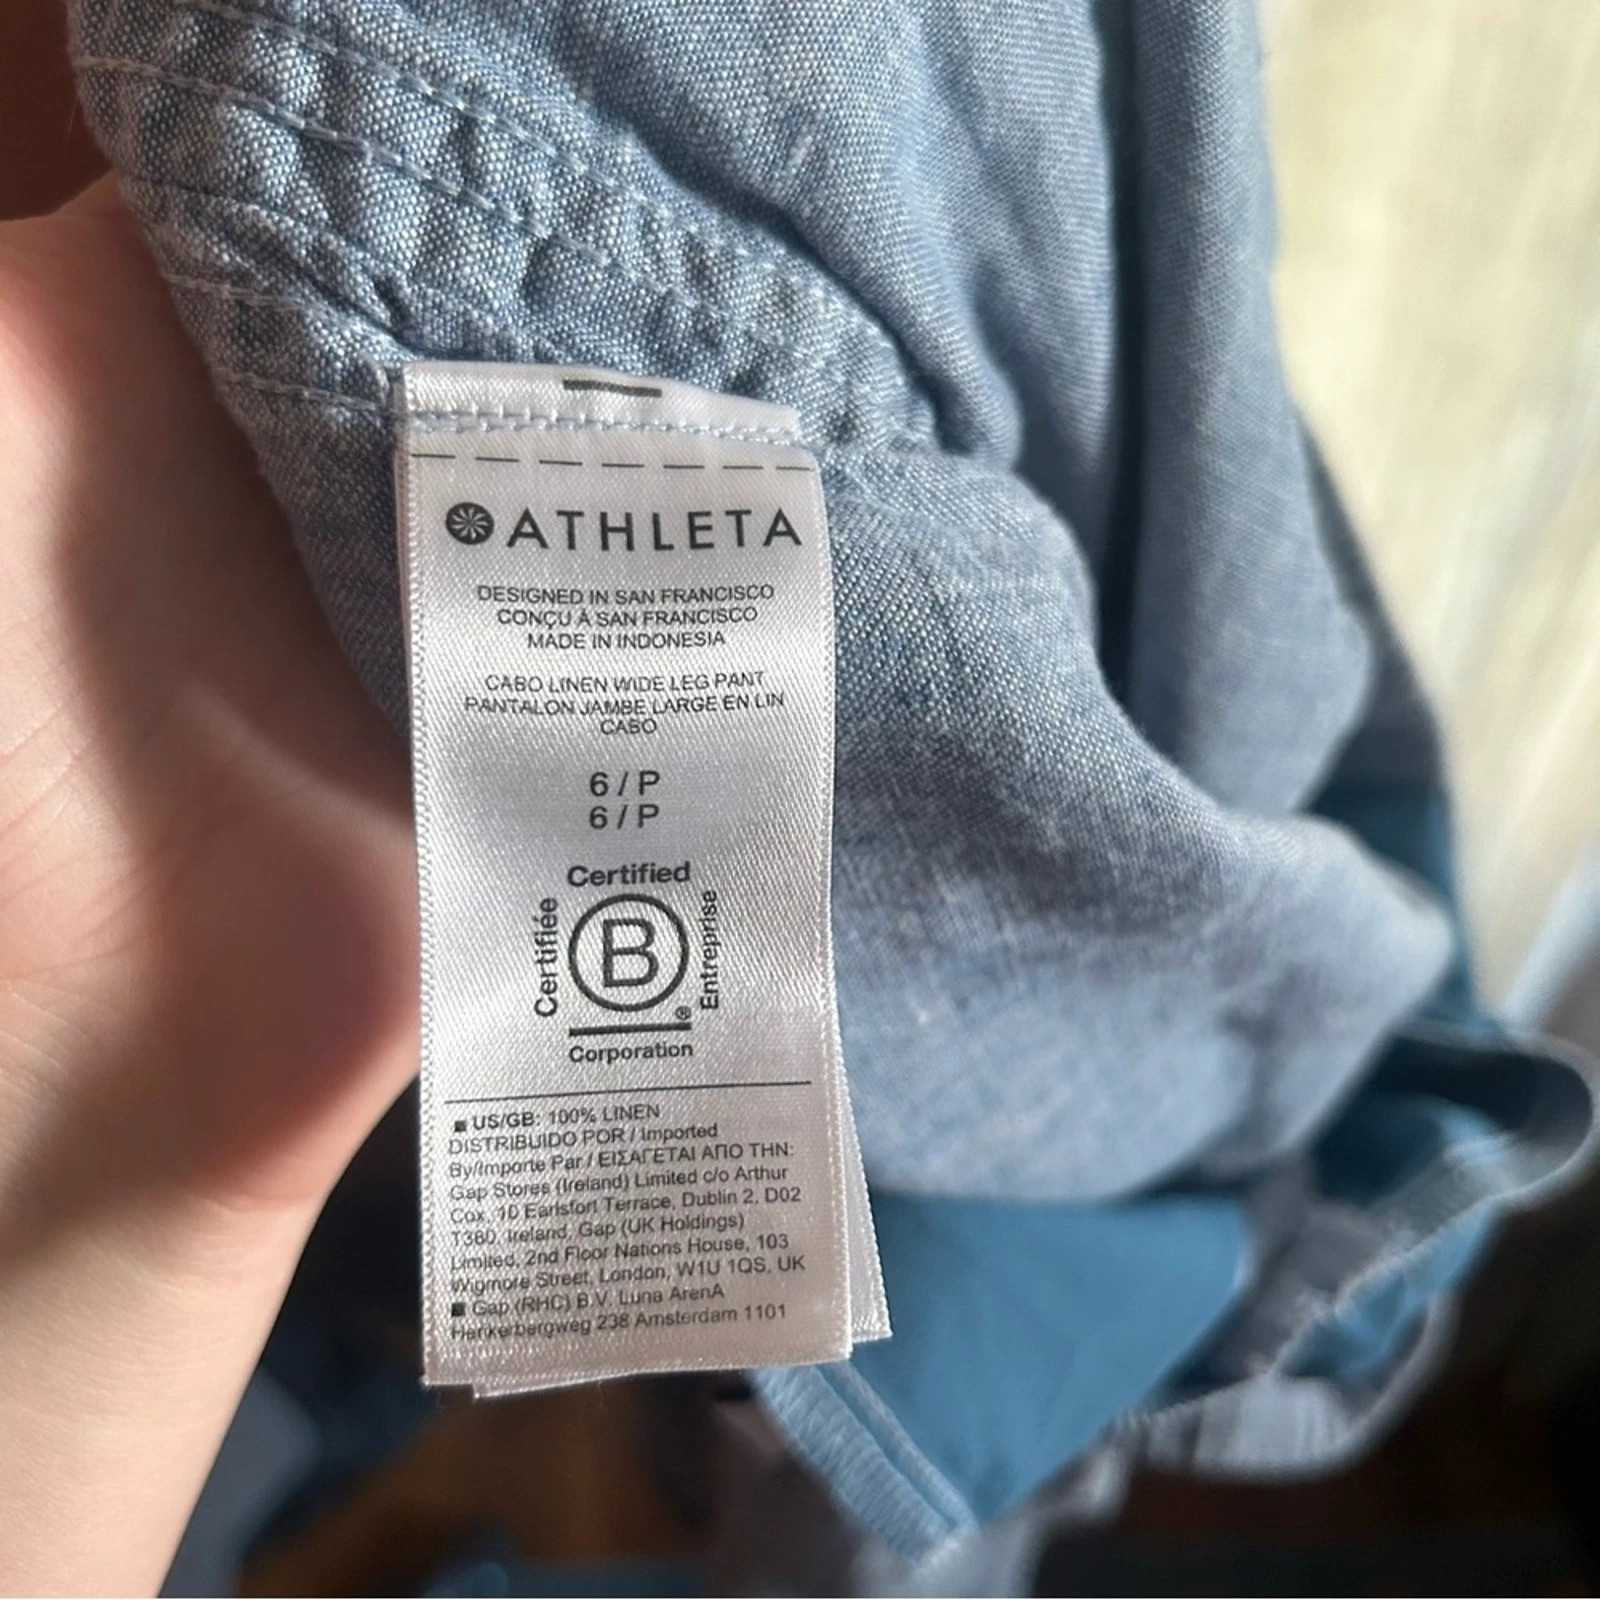 ATHLETA
DESIGNED IN SAN FRANCISCO
CONÇU À SAN FRANCISCO
MADE IN INDONESIA
CABO LINEN WIDE LEG PANT
PANTALON JAMBE LARGE EN LIN
CABO
6 / P
6 / P
Certified
Certifiée
B
Entreprise
®
Corporation
■ US/GB: 100% LINEN
DISTRIBUIDO POR / Imported
By/Importe Par / ΕΙΣΑΓΕΤΑΙ ΑΠΟ ΤΗΝ:
Gap Stores (Ireland) Limited c/o Arthur
Cox, 10 Earlsfort Terrace, Dublin 2, D02
T380, Ireland, Gap (UK Holdings)
Limited, 2nd Floor Nations House, 103
Wigmore Street, London, W1U 1QS, UK
■ Gap (RHC) B.V. Luna ArenA
Herikerbergweg 238 Amsterdam 1101